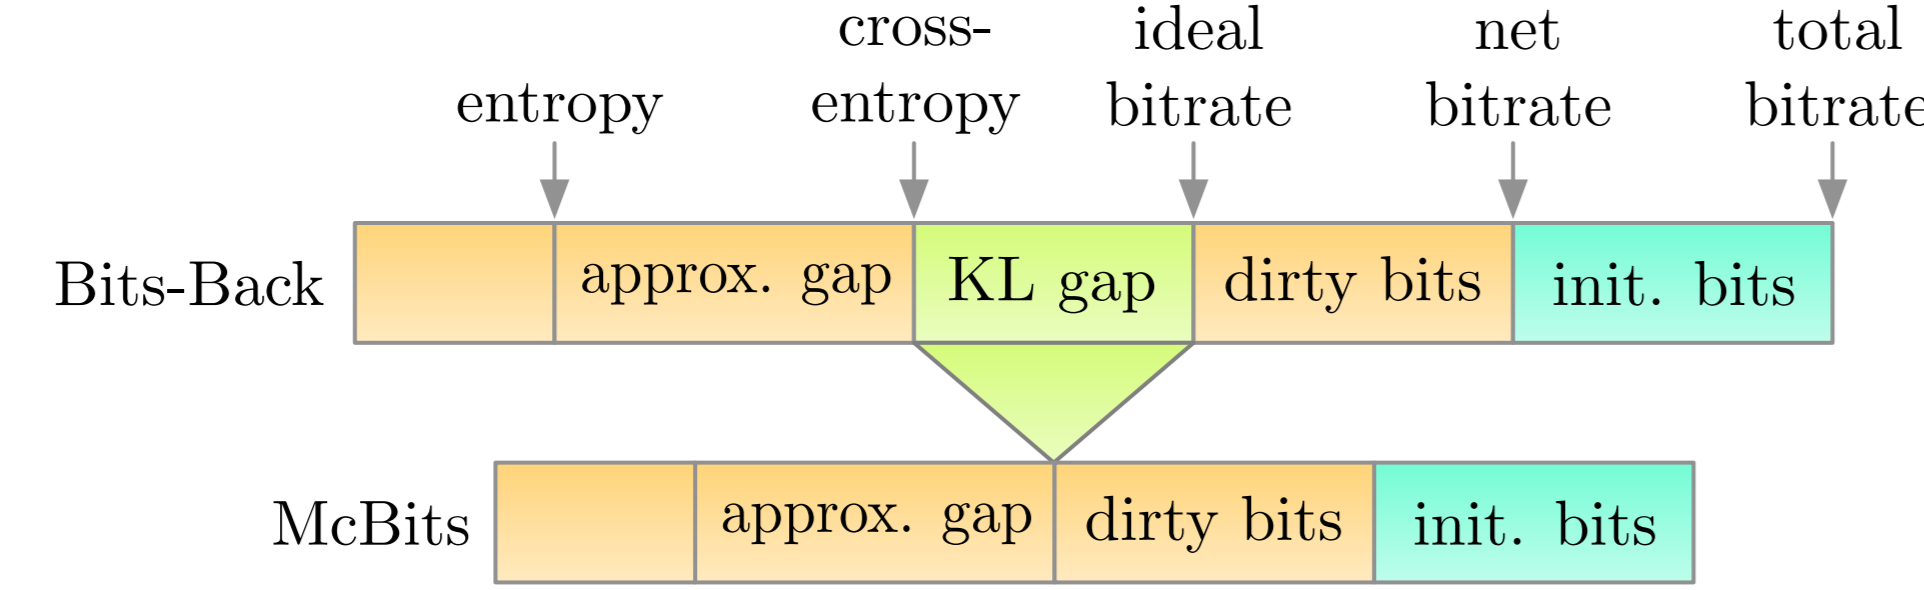 cross- ideal net total
entropy entropy bitrate bitrate bitrate
Bits-Back approx. gap KL gap dirty bits init. bits
McBits approx. gap dirty bits init. bits